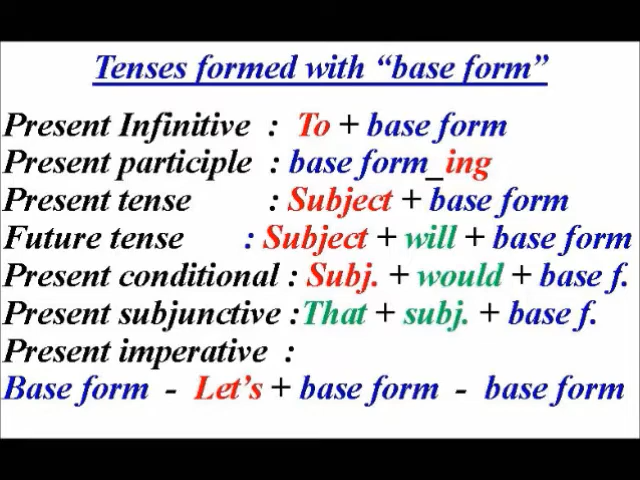 Tenses formed with “base form”
Present Infinitive : To + base form
Present participle : base form_ing
Present tense : Subject + base form
Future tense : Subject + will + base form
Present conditional : Subj. + would + base f.
Present subjunctive :That + subj. + base f.
Present imperative :
Base form - Let’s + base form - base form